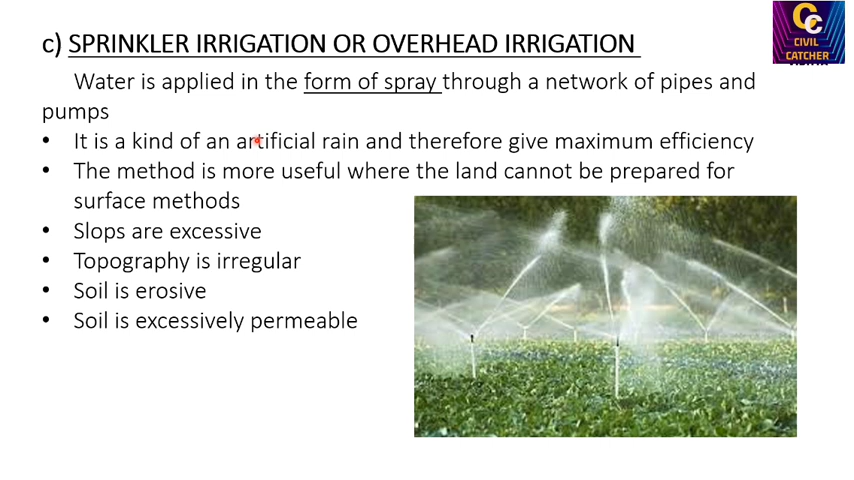 c) SPRINKLER IRRIGATION OR OVERHEAD IRRIGATION
Water is applied in the form of spray through a network of pipes and
pumps
• It is a kind of an artificial rain and therefore give maximum efficiency
• The method is more useful where the land cannot be prepared for
surface methods
• Slops are excessive
• Topography is irregular
• Soil is erosive
• Soil is excessively permeable
CC
CIVIL
CATCHER